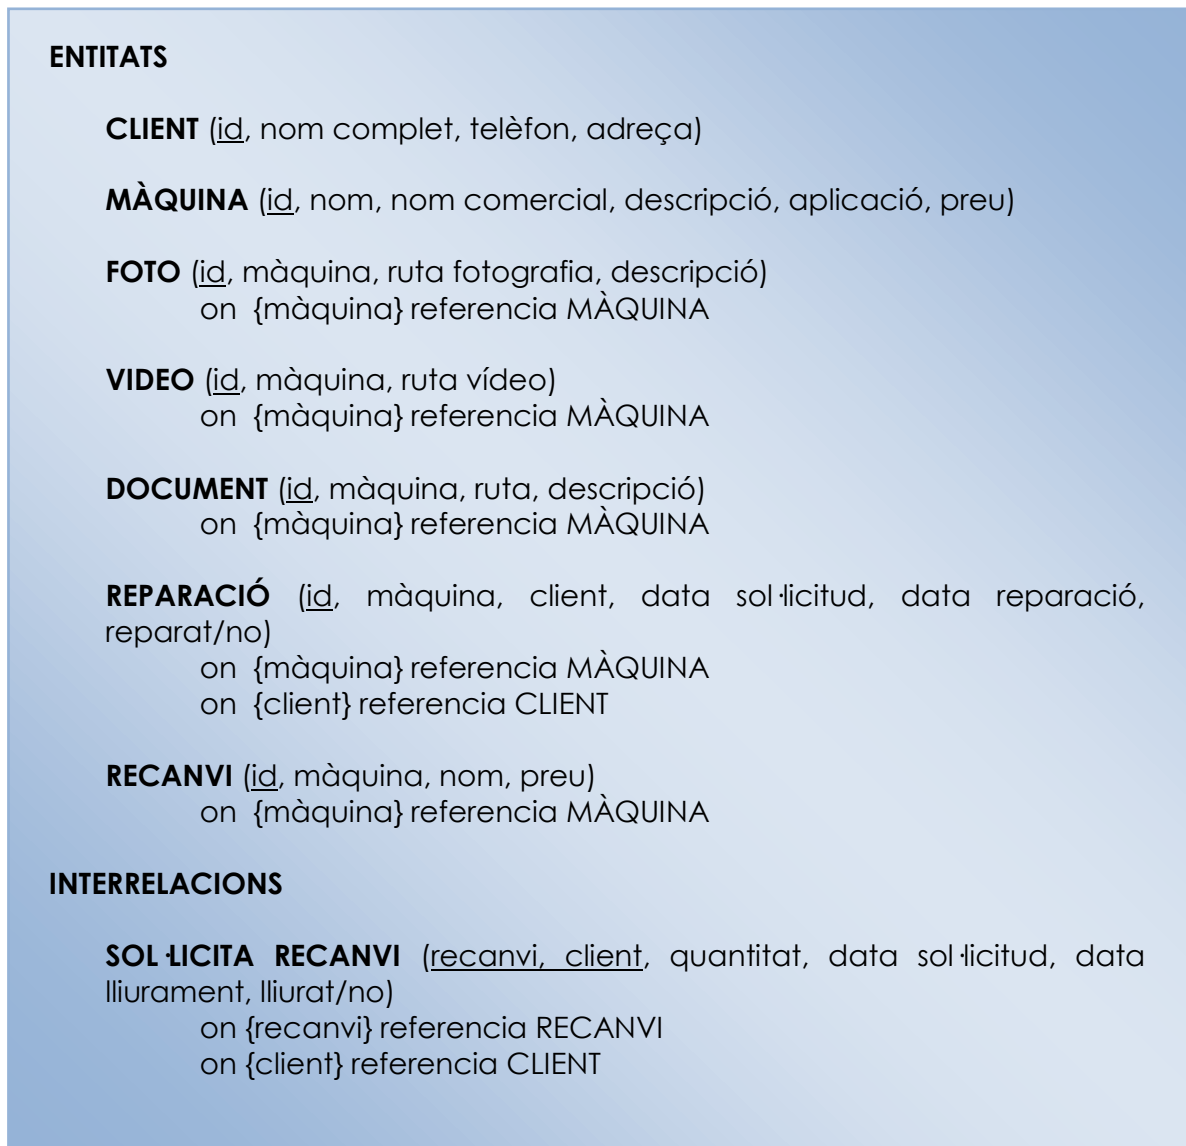 ENTITATS
CLIENT (id, nom complet, telèfon, adreça)
MÀQUINA (id, nom, nom comercial, descripció, aplicació, preu)
FOTO (id, màquina, ruta fotografia, descripció)
on {màquina} referencia MÀQUINA
VIDEO (id, màquina, ruta vídeo)
on {màquina} referencia MÀQUINA
DOCUMENT (id, màquina, ruta, descripció)
on {màquina} referencia MÀQUINA
REPARACIÓ (id, màquina, client, data sol·licitud, data reparació,
reparat/no)
on {màquina} referencia MÀQUINA
on {client} referencia CLIENT
RECANVI (id, màquina, nom, preu)
on {màquina} referencia MÀQUINA
INTERRELACIONS
SOL·LICITA RECANVI (recanvi, client, quantitat, data sol·licitud, data
lliurament, lliurat/no)
on {recanvi} referencia RECANVI
on {client} referencia CLIENT